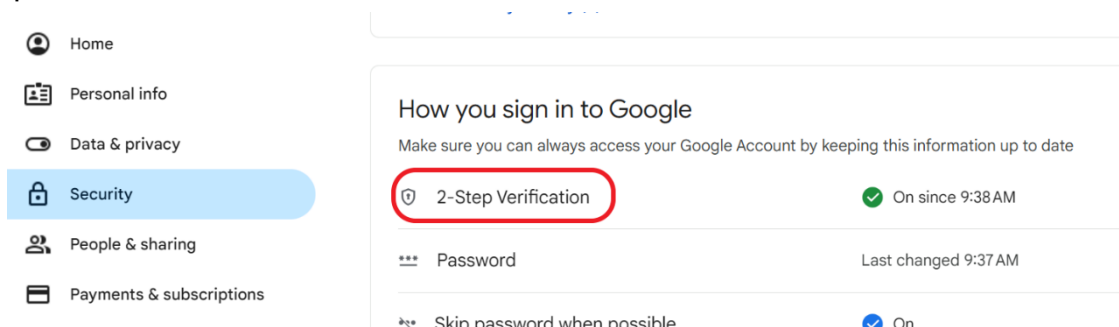 Home
Personal info
Data & privacy
Security
People & sharing
Payments & subscriptions
How you sign in to Google
Make sure you can always access your Google Account by keeping this information up to date
2-Step Verification
On since 9:38 AM
Password
Last changed 9:37 AM
Skip password when possible
On